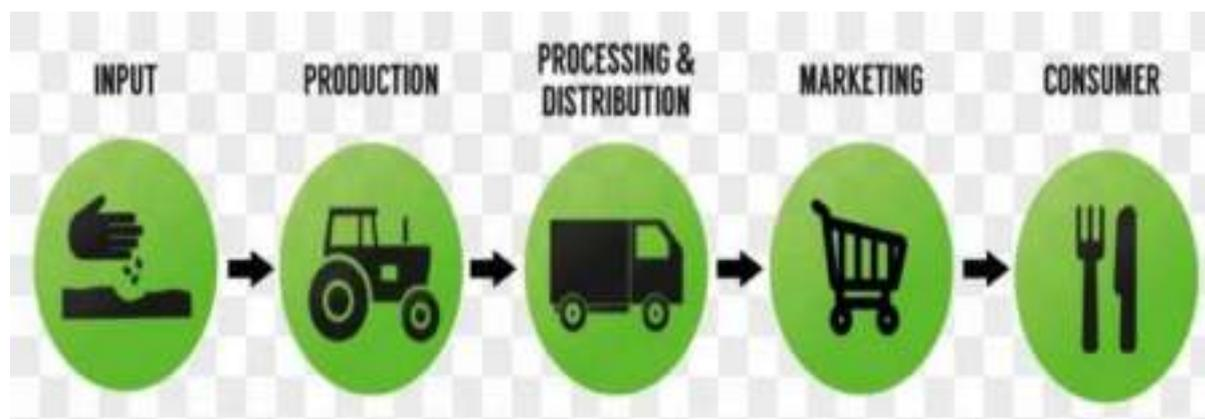 INPUT
PRODUCTION
PROCESSING &
DISTRIBUTION
MARKETING
CONSUMER